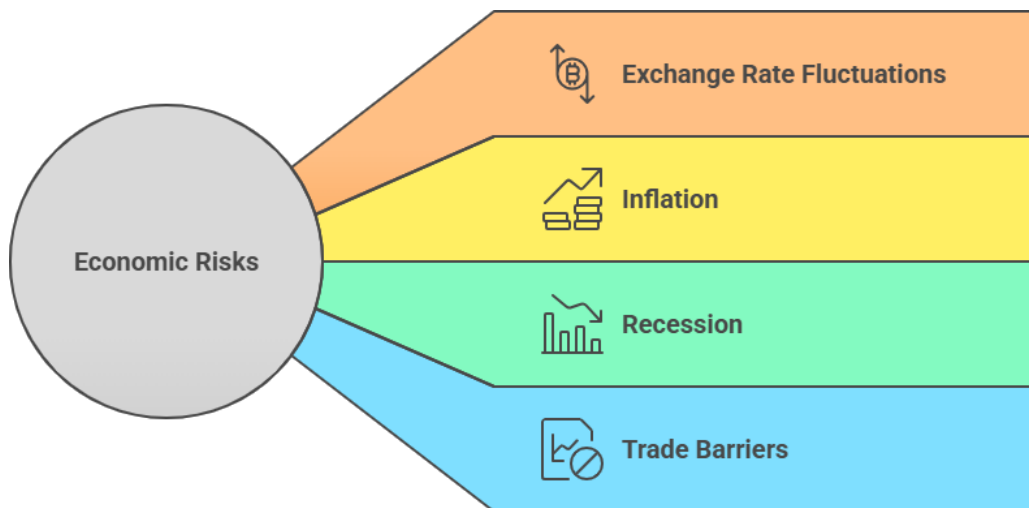 Economic Risks
Exchange Rate Fluctuations
Inflation
Recession
Trade Barriers